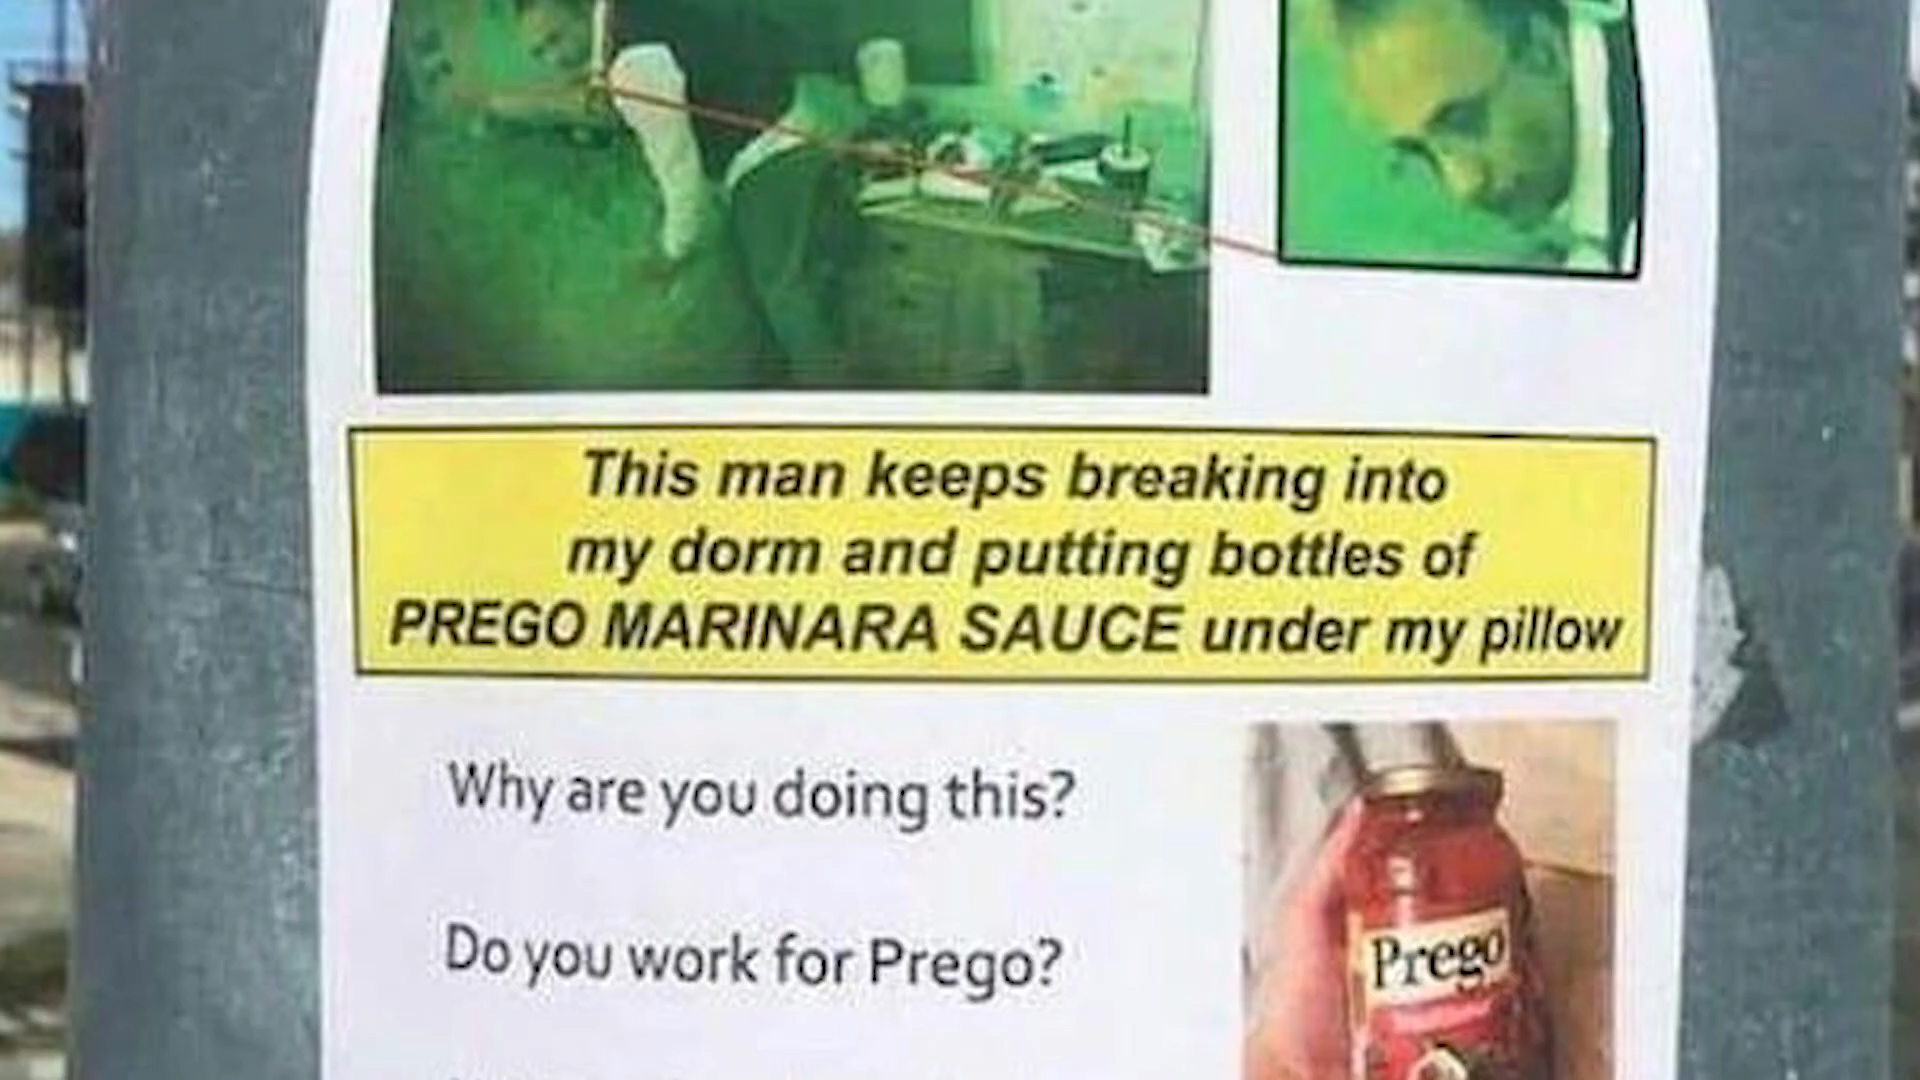 This man keeps breaking into
my dorm and putting bottles of
PREGO MARINARA SAUCE under my pillow
Why are you doing this?
Do you work for Prego?
Prego